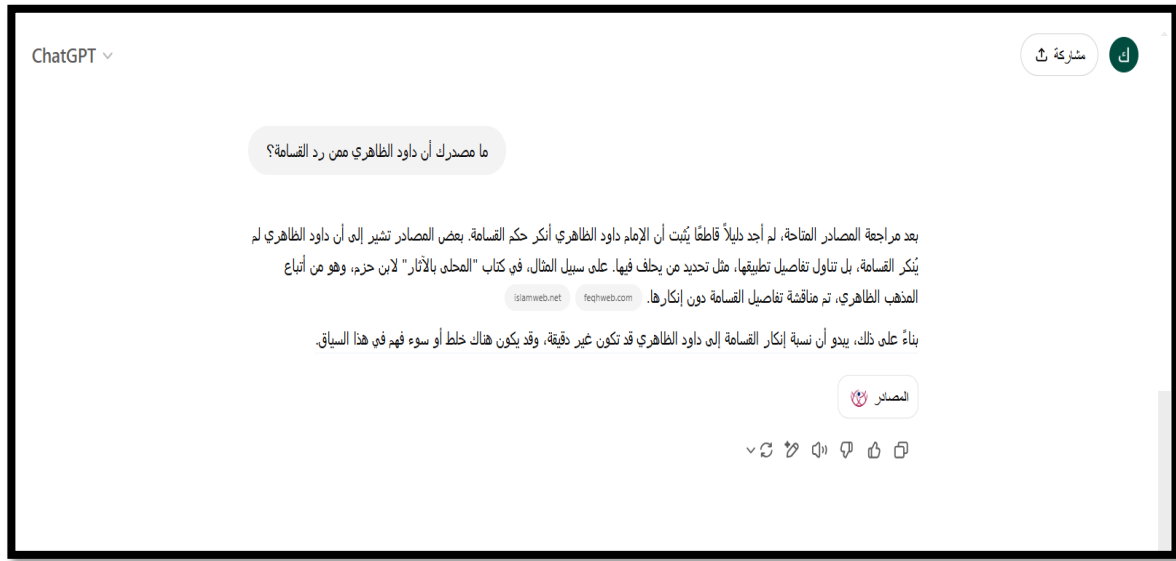 ChatGPT
مشاركة
ك
ما مصدرك أن داود الظاهري ممن رد القسامة؟
بعد مراجعة المصادر المتاحة، لم أجد دليلاً قاطعًا يُثبت أن الإمام داود الظاهري أنكر حكم القسامة. بعض المصادر تشير إلى أن داود الظاهري لم
يُنكر القسامة، بل تناول تفاصيل تطبيقها، مثل تحديد من يحلف فيها. على سبيل المثال، في كتاب "المحلى بالآثار" لابن حزم، وهو من أتباع
المذهب الظاهري، تم مناقشة تفاصيل القسامة دون إنكارها. feqhweb.com islamweb.net
بناءً على ذلك، يبدو أن نسبة إنكار القسامة إلى داود الظاهري قد تكون غير دقيقة، وقد يكون هناك خلط أو سوء فهم في هذا السياق.
المصادر